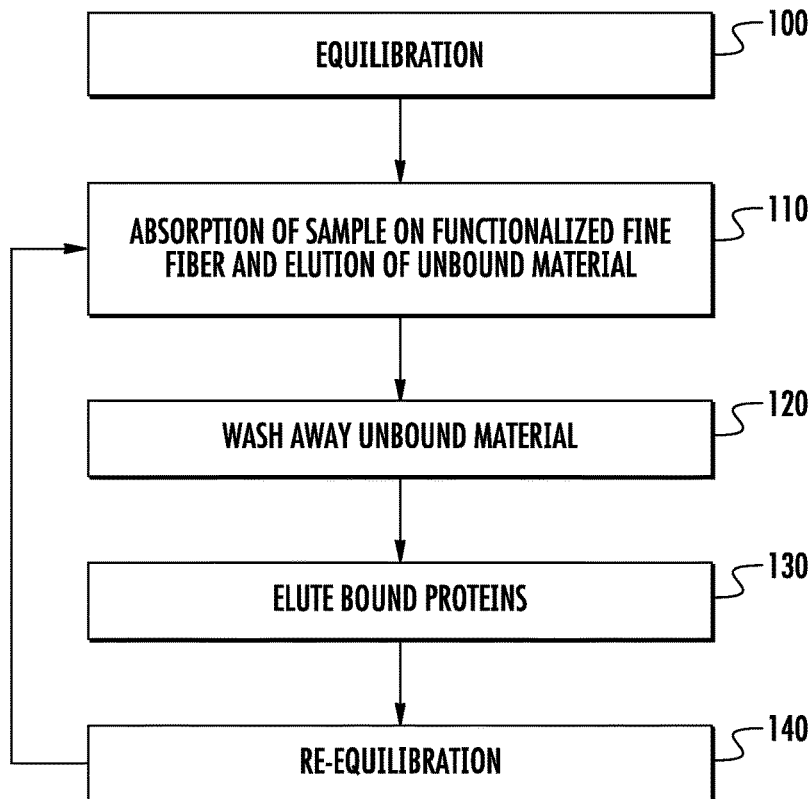 EQUILIBRATION
100
ABSORPTION OF SAMPLE ON FUNCTIONALIZED FINE
FIBER AND ELUTION OF UNBOUND MATERIAL
110
WASH AWAY UNBOUND MATERIAL
120
ELUTE BOUND PROTEINS
130
RE-EQUILIBRATION
140